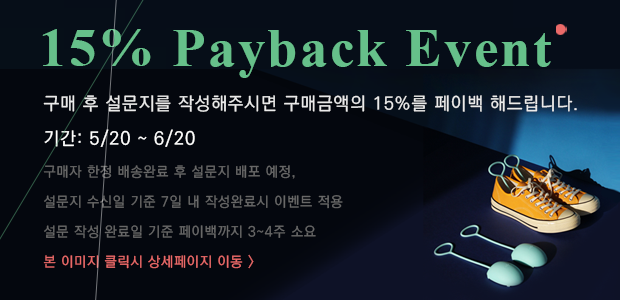 15% Payback Event
구매 후 설문지를 작성해주시면 구매금액의 15%를 페이백 해드립니다.
기간: 5/20 ~ 6/20
구매자 한정 배송완료 후 설문지 배포 예정,
설문지 수신일 기준 7일 내 작성완료시 이벤트 적용
설문 작성 완료일 기준 페이백까지 3~4주 소요
본 이미지 클릭시 상세페이지 이동 〉